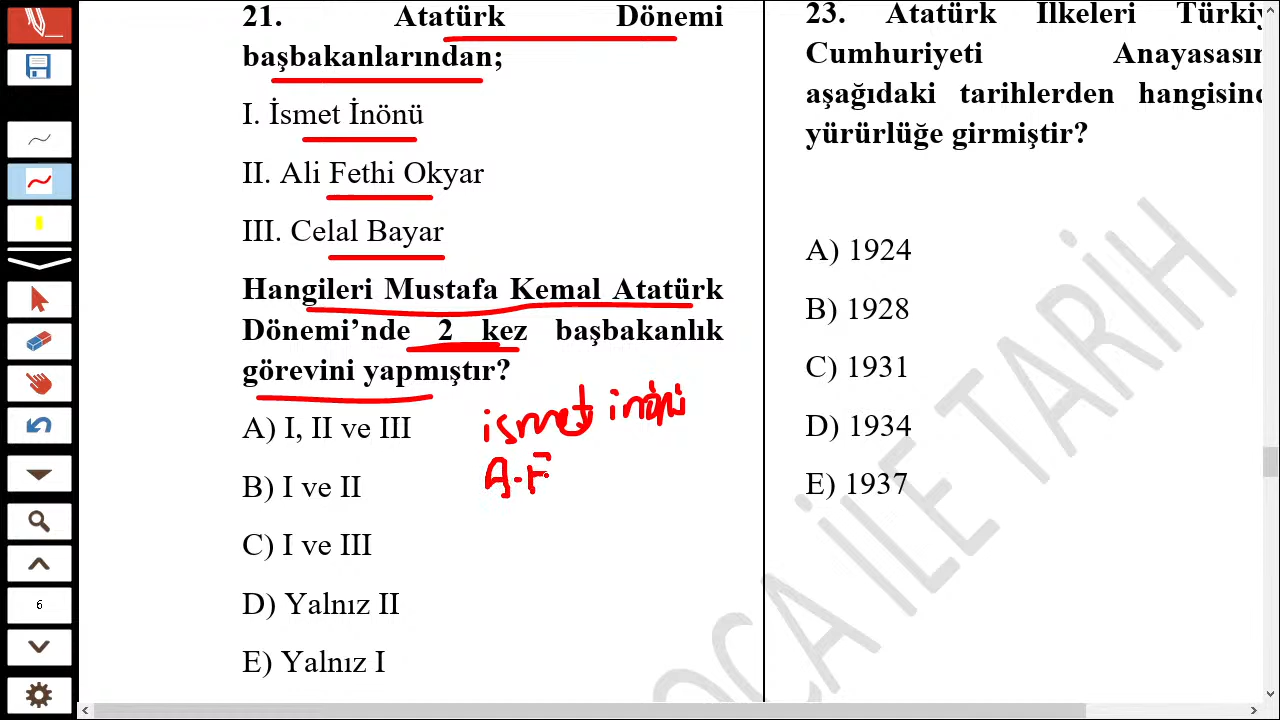 21. Atatürk Dönemi
başbakanlarından;
I. İsmet İnönü
II. Ali Fethi Okyar
III. Celal Bayar
Hangileri Mustafa Kemal Atatürk
Dönemi’nde 2 kez başbakanlık
görevini yapmıştır?
A) I, II ve III
B) I ve II
C) I ve III
D) Yalnız II
E) Yalnız I
ismet inönü
A.F
23. Atatürk İlkeleri Türkiy
Cumhuriyeti Anayasasın
aşağıdaki tarihlerden hangisind
yürürlüğe girmiştir?
A) 1924
B) 1928
C) 1931
D) 1934
E) 1937
OCA İLE TARİH
6